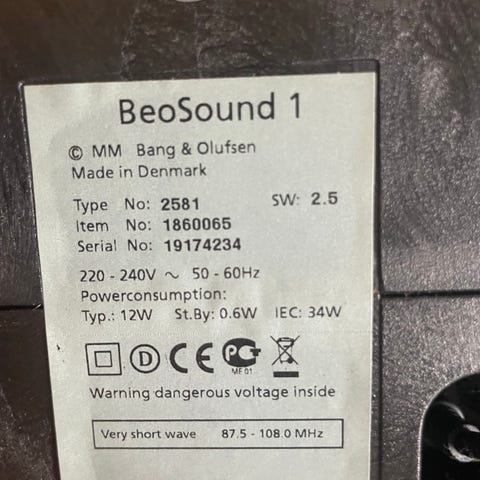 BeoSound 1
© MM Bang & Olufsen
Made in Denmark
Type No: 2581 SW: 2.5
Item No: 1860065
Serial No: 19174234
220 - 240V ~ 50 - 60Hz
Powerconsumption:
Typ.: 12W St.By: 0.6W IEC: 34W
D CE PCT
ME 01
Warning dangerous voltage inside
Very short wave 87.5 - 108.0 MHz